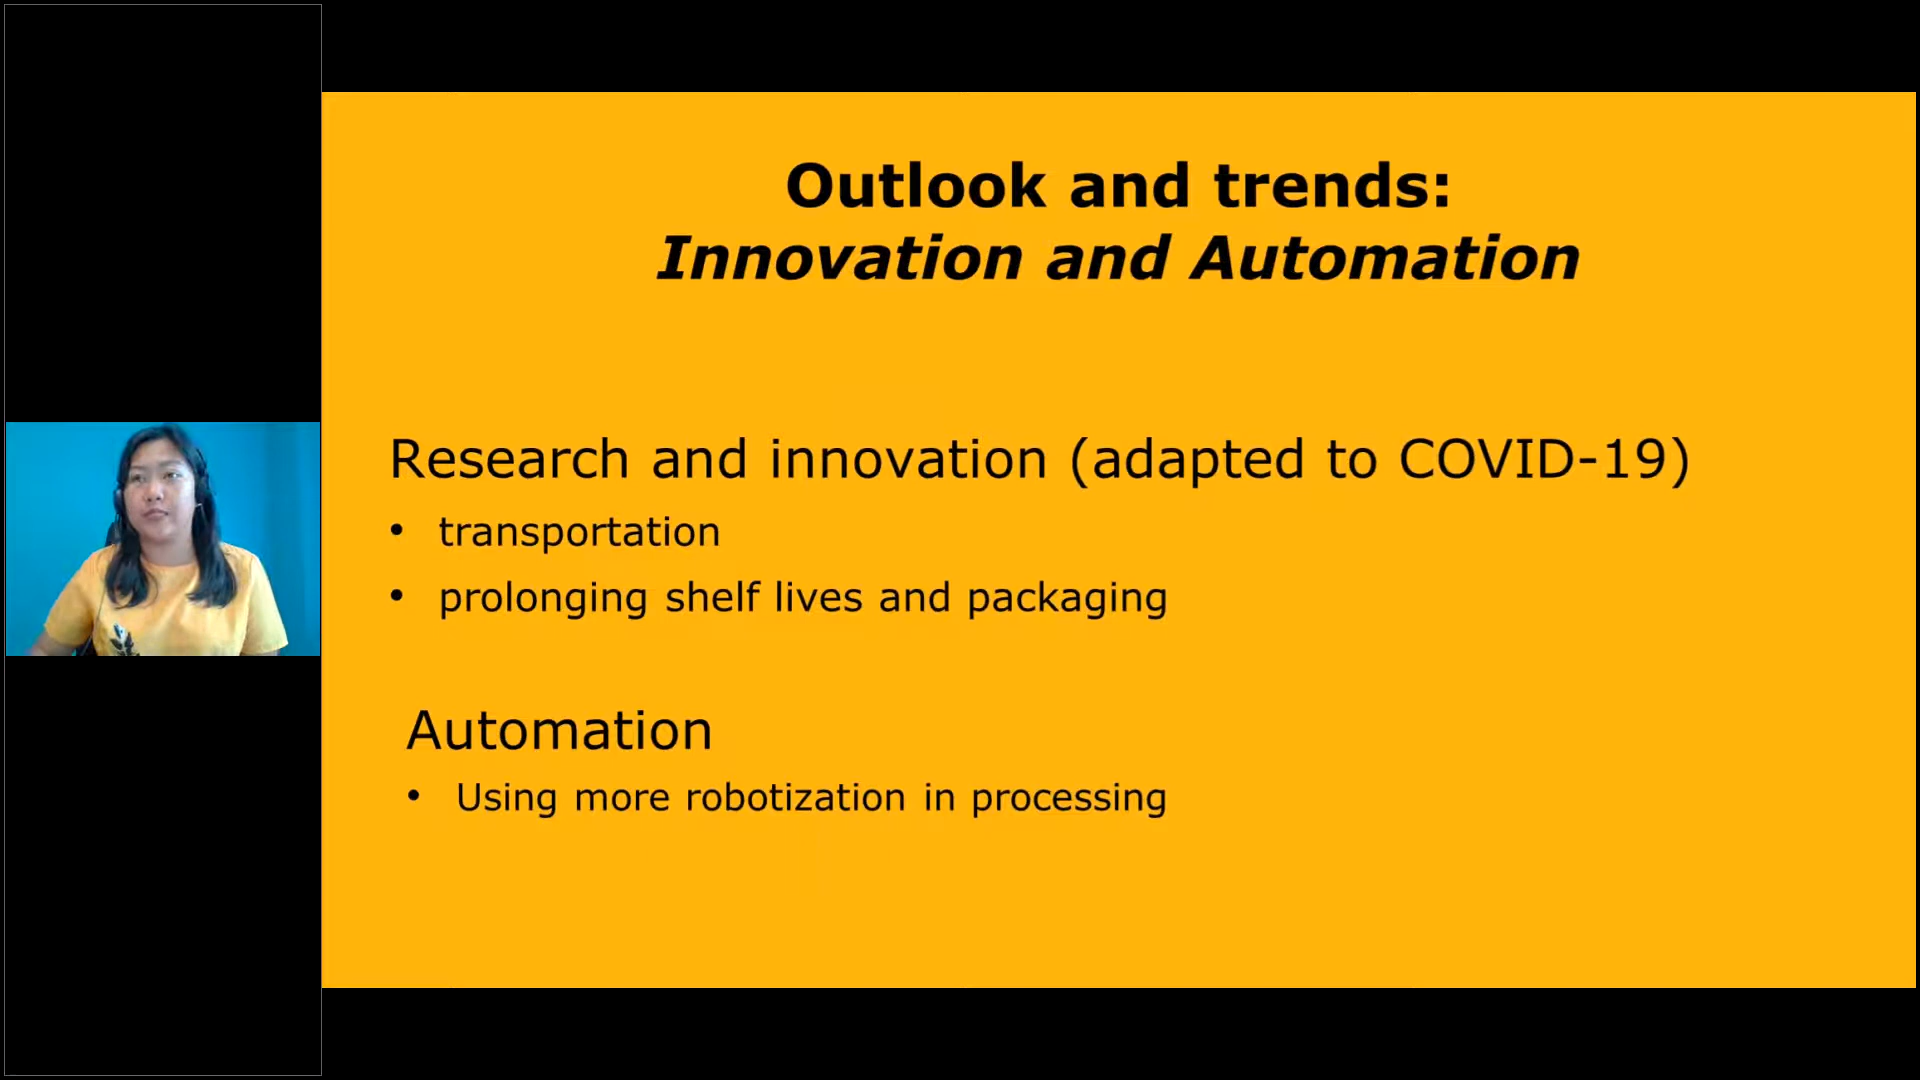 Outlook and trends:
Innovation and Automation
Research and innovation (adapted to COVID-19)
• transportation
• prolonging shelf lives and packaging
Automation
• Using more robotization in processing